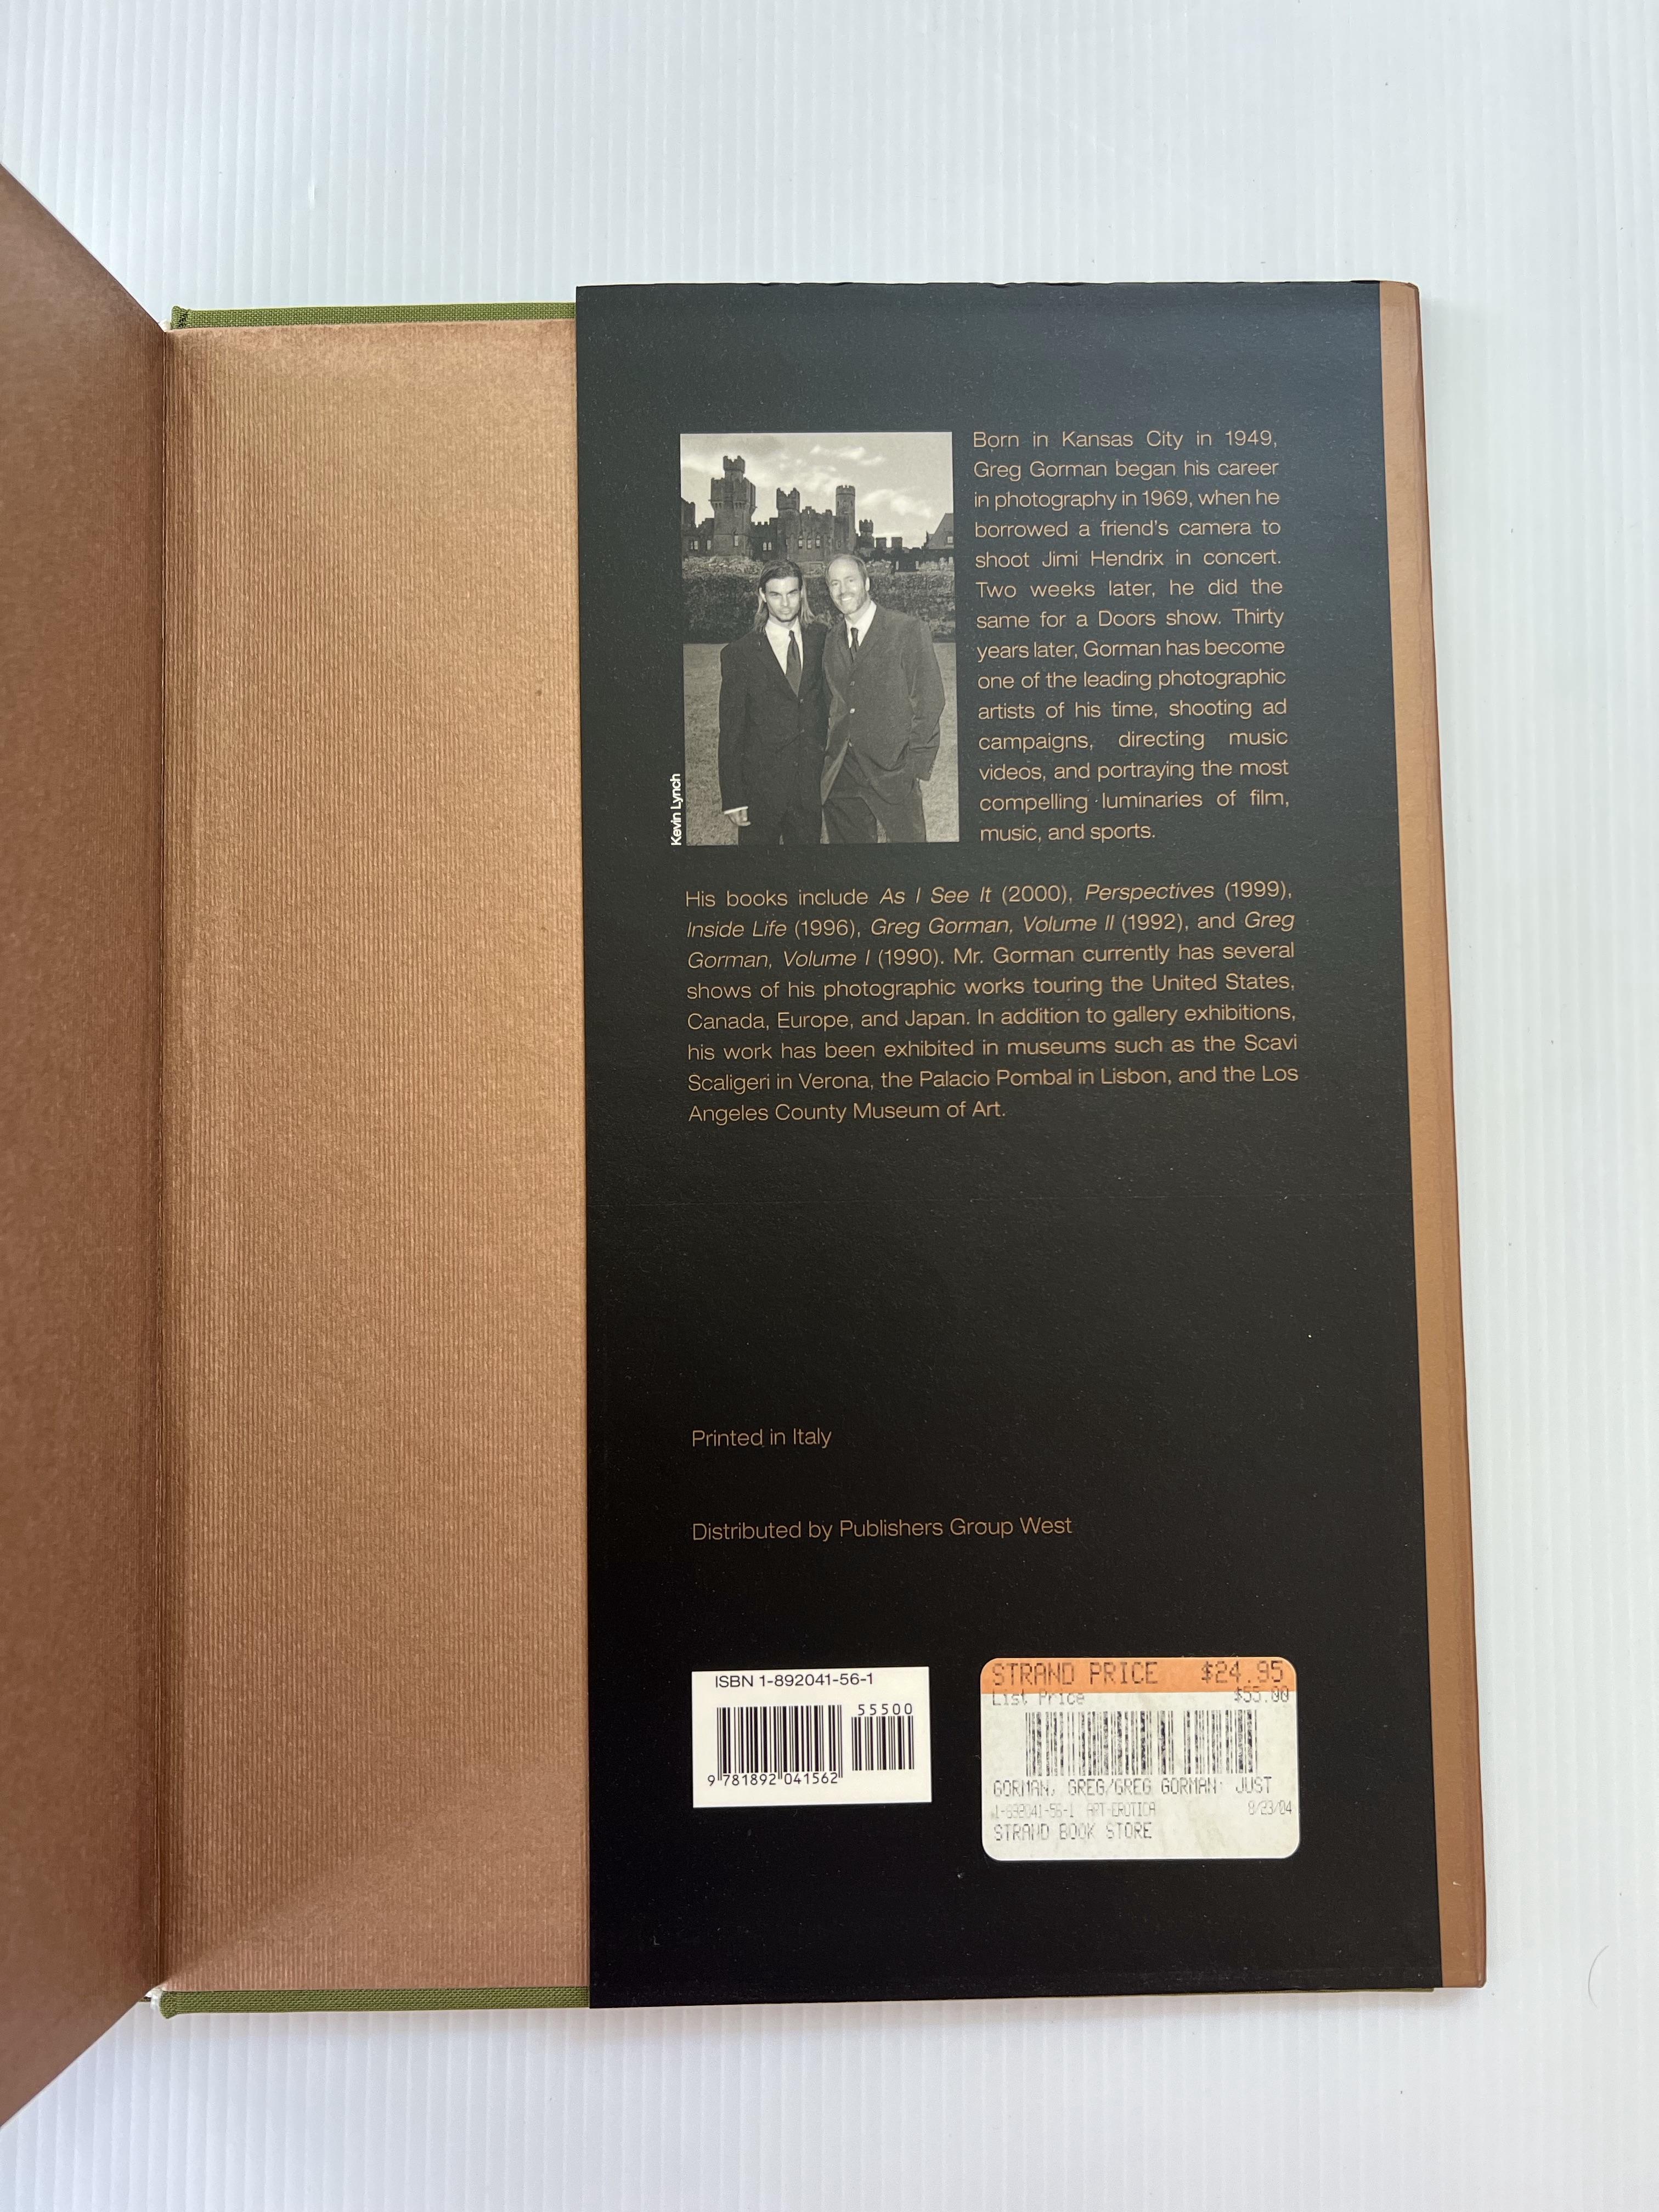 Born in Kansas City in 1949,
Greg Gorman began his career
in photography in 1969, when he
borrowed a friend's camera to
shoot Jimi Hendrix in concert.
Two weeks later, he did the
same for a Doors show. Thirty
years later, Gorman has become
one of the leading photographic
artists of his time, shooting ad
campaigns, directing music
videos, and portraying the most
compelling luminaries of film,
music, and sports.
Kevin Lynch
His books include As I See It (2000), Perspectives (1999),
Inside Life (1996), Greg Gorman, Volume II (1992), and Greg
Gorman, Volume I (1990). Mr. Gorman currently has several
shows of his photographic works touring the United States,
Canada, Europe, and Japan. In addition to gallery exhibitions,
his work has been exhibited in museums such as the Scavi
Scaligeri in Verona, the Palacio Pombal in Lisbon, and the Los
Angeles County Museum of Art.
Printed in Italy
Distributed by Publishers Group West
ISBN 1-892041-56-1
55500
9 781892 041562
STRAND PRICE $24.95
List Price $55.00
GORMAN, GREG/GREG GORMAN: JUST
1-892041-56-1 ART-EROTICA 9/23/04
STRAND BOOK STORE